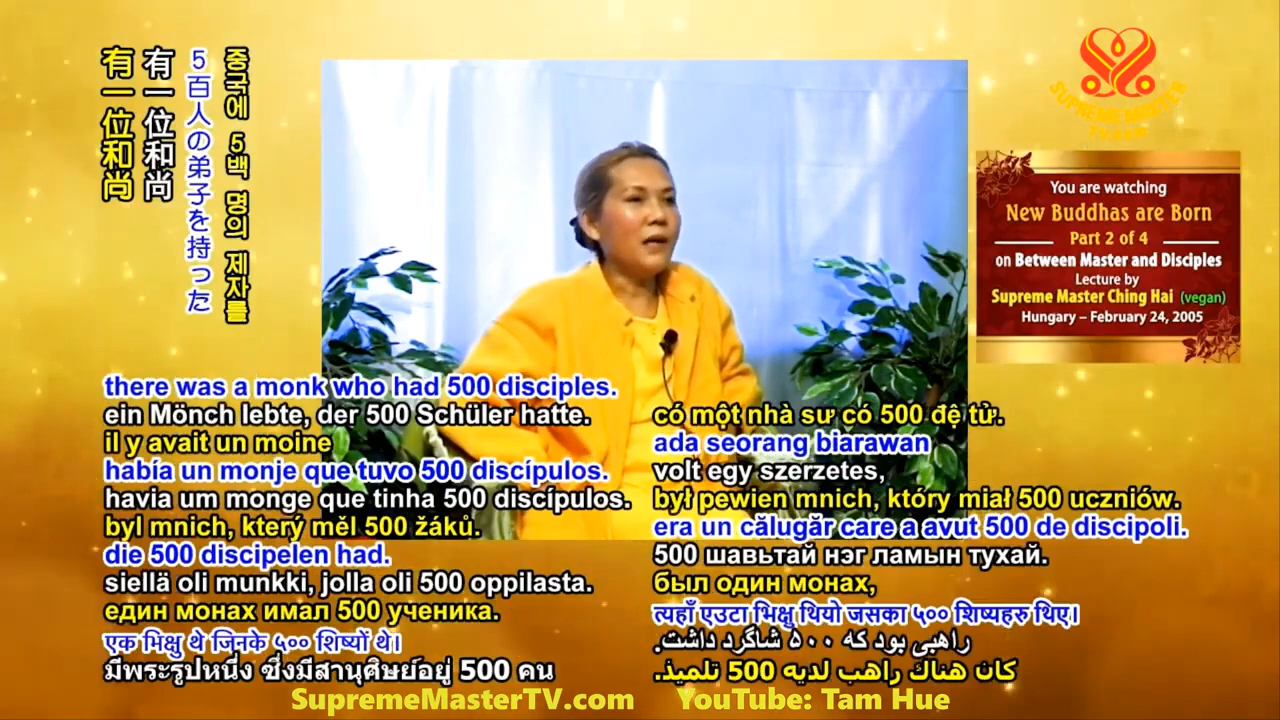 有一位和尚
有一位和尚
５百人の弟子を持った
중국에 5백 명의 제자를
SUPREME MASTER
TV.COM
You are watching
New Buddhas are Born
Part 2 of 4
on Between Master and Disciples
Lecture by
Supreme Master Ching Hai (vegan)
Hungary – February 24, 2005
there was a monk who had 500 disciples.
ein Mönch lebte, der 500 Schüler hatte.
il y avait un moine
había un monje que tuvo 500 discípulos.
havia um monge que tinha 500 discípulos.
byl mnich, který měl 500 žáků.
die 500 discipelen had.
siellä oli munkki, jolla oli 500 oppilasta.
един монах имал 500 ученика.
एक भिक्षु थे जिनके ५०० शिष्यों थे।
มีพระรูปหนึ่ง ซึ่งมีสานุศิษย์อยู่ 500 คน
có một nhà sư có 500 đệ tử.
ada seorang biarawan
volt egy szerzetes,
był pewien mnich, który miał 500 uczniów.
era un călugăr care a avut 500 de discipoli.
500 шавьтай нэг ламын тухай.
был один монах,
त्यहाँ एउटा भिक्षु थियो जसका ५०० शिष्यहरु थिए।
راهبی بود که ۵۰۰ شاگرد داشت.
كان هناك راهب لديه 500 تلميذ.
SupremeMasterTV.com YouTube: Tam Hue